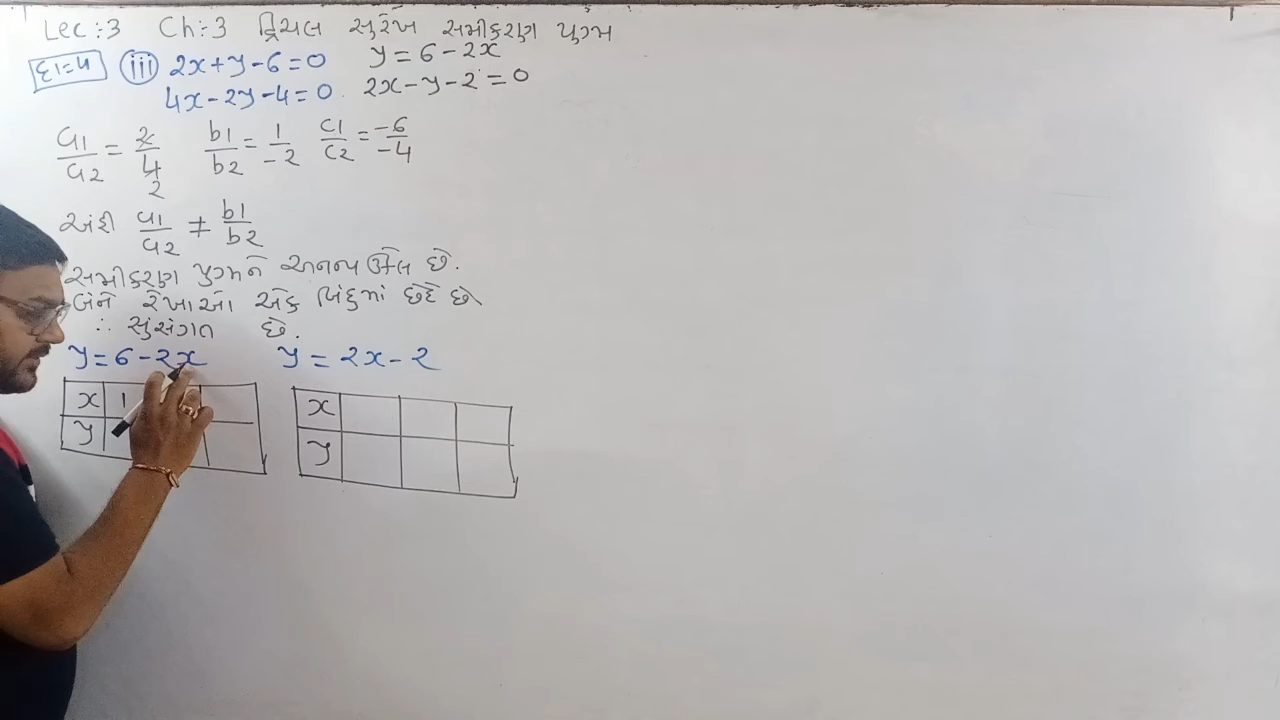 Lec:3 Ch:3 દ્વિચલ સુરેખ સમીકરણ યુગ્મ
દા=4 (iii) 2x+y-6=0 y=6-2x
4x-2y-4=0. 2x-y-2=0
a1/a2 = 2/4 b1/b2 = 1/-2 c1/c2 = -6/-4
2
અહીં a1/a2 ≠ b1/b2
સમીકરણ યુગ્મને અનન્ય ઉકેલ છે.
બંને રેખાઓ એક બિંદુમાં છેદે છે
∴ સુસંગત છે.
y=6-2x y=2x-2
x 1 x
y y